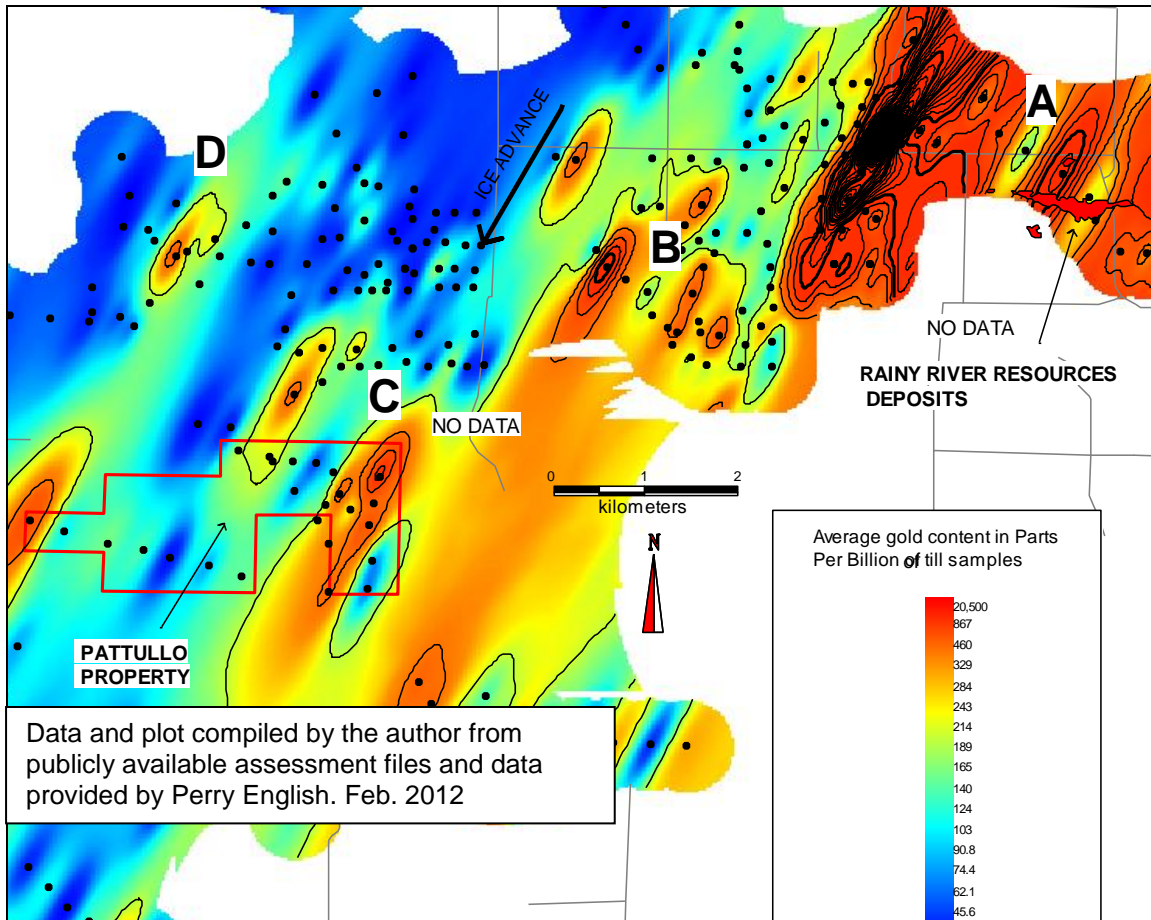 A
D
ICE ADVANCE
B
NO DATA
RAINY RIVER RESOURCES
DEPOSITS
C
NO DATA
0 1 2
kilometers
N
PATTULLO
PROPERTY
Average gold content in Parts
Per Billion of till samples
20,500
867
460
329
284
243
214
189
165
140
124
103
90.8
74.4
62.1
45.6
Data and plot compiled by the author from
publicly available assessment files and data
provided by Perry English. Feb. 2012